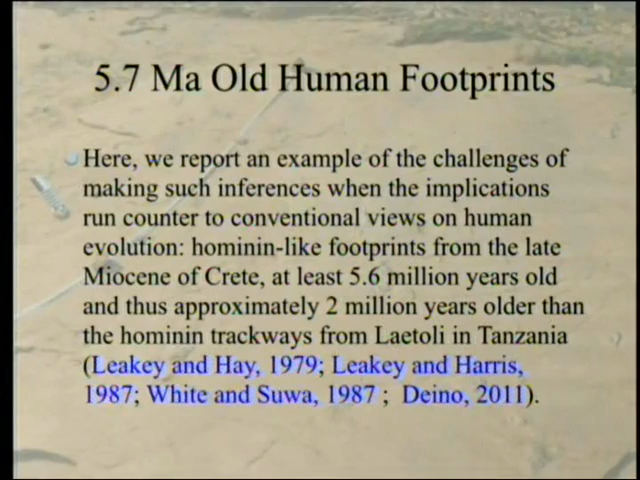 5.7 Ma Old Human Footprints
Here, we report an example of the challenges of
making such inferences when the implications
run counter to conventional views on human
evolution: hominin-like footprints from the late
Miocene of Crete, at least 5.6 million years old
and thus approximately 2 million years older than
the hominin trackways from Laetoli in Tanzania
(Leakey and Hay, 1979; Leakey and Harris,
1987; White and Suwa, 1987 ; Deino, 2011).